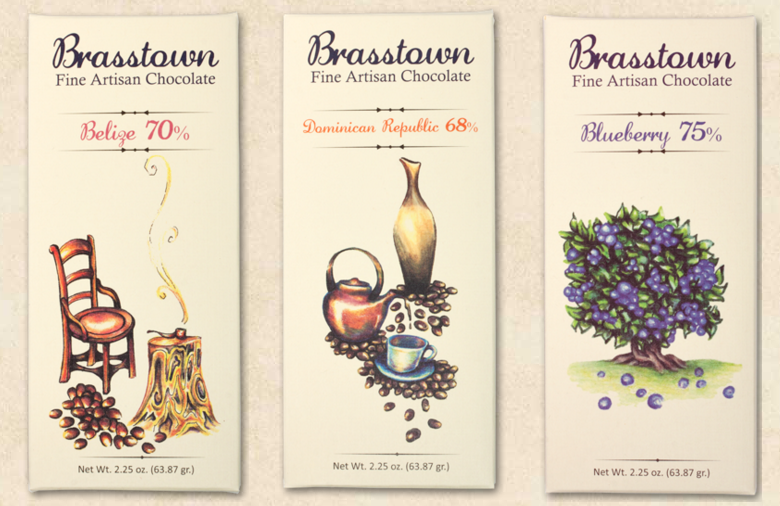 Brasstown
Fine Artisan Chocolate
Belize 70%
Net Wt. 2.25 oz. (63.87 gr.)
Brasstown
Fine Artisan Chocolate
Dominican Republic 68%
Net Wt. 2.25 oz. (63.87 gr.)
Brasstown
Fine Artisan Chocolate
Blueberry 75%
Net Wt. 2.25 oz. (63.87 gr.)